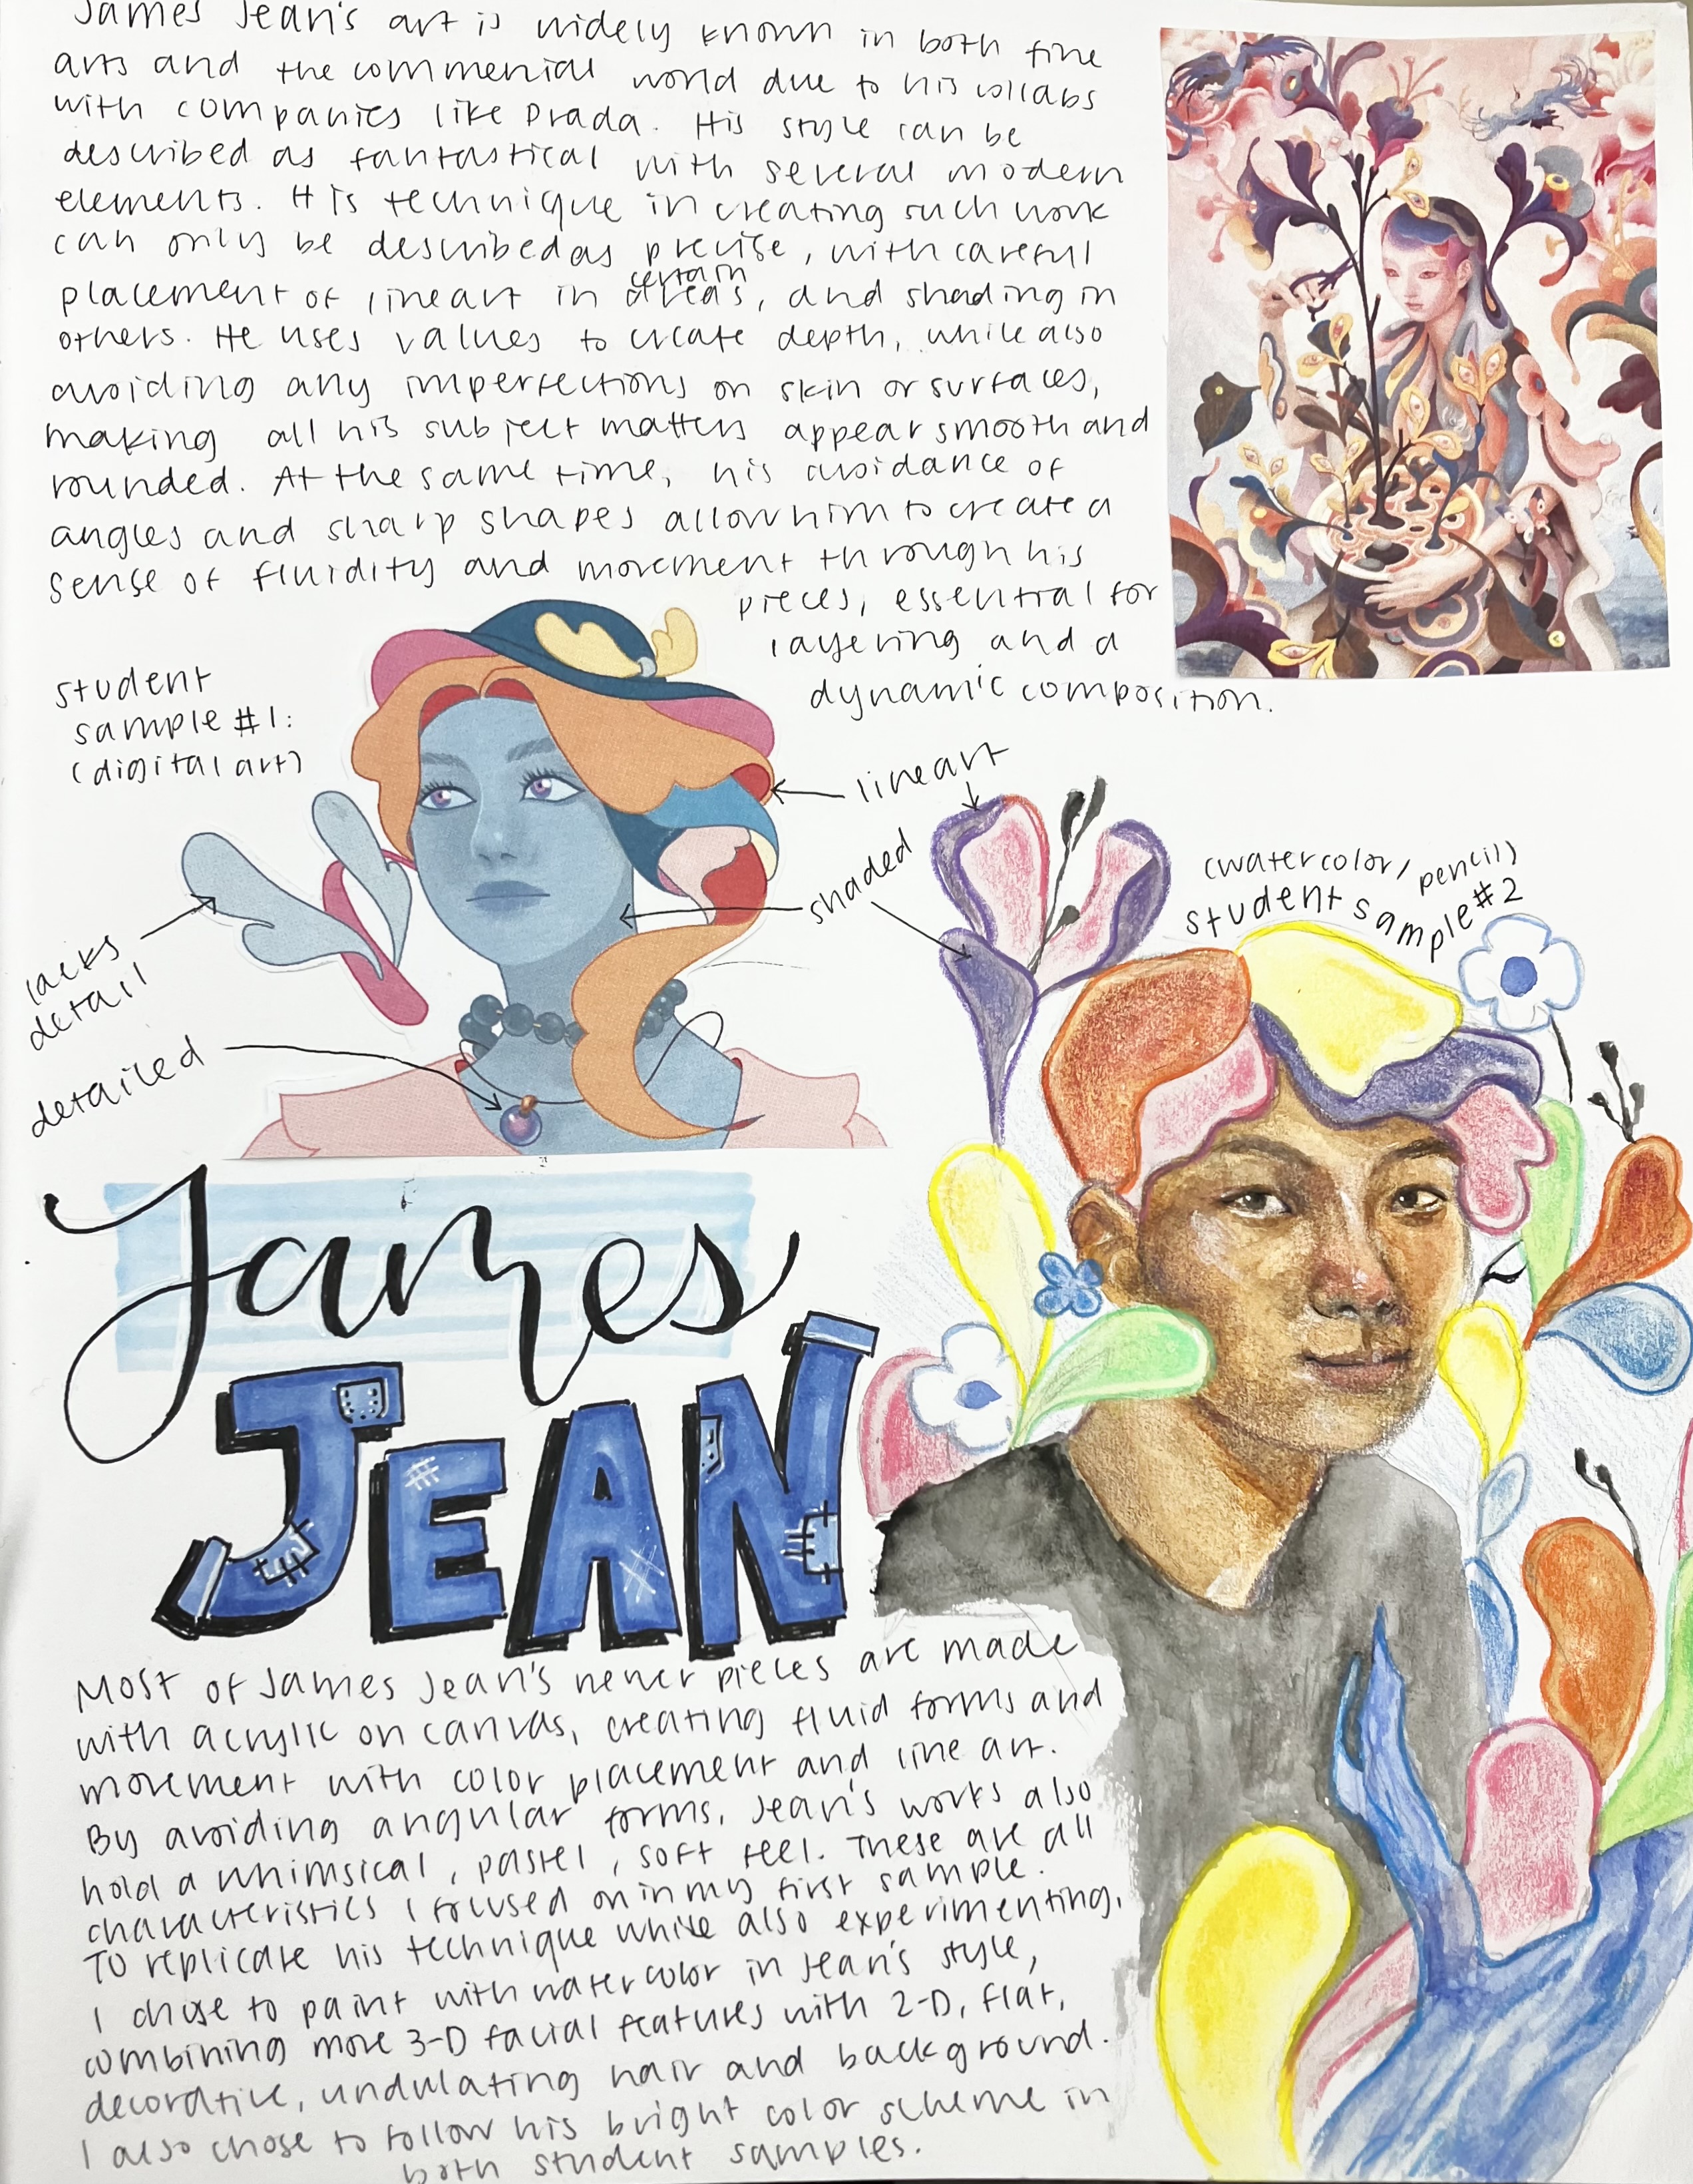 James Jean's art is widely known in both fine
arts and the commercial world due to his collabs
with companies like Prada. His style can be
described as fantastical with several modern
elements. His technique in creating such work
can only be described as precise, with careful
placement of lineart in certain areas, and shading in
others. He uses values to create depth, while also
avoiding any imperfections on skin or surfaces,
making all his subject matters appear smooth and
rounded. At the same time, his avoidance of
angles and sharp shapes allow him to create a
sense of fluidity and movement through his
pieces, essential for
layering and a
dynamic composition.
student
sample #1:
(digital art)
lineart
shaded
lacks
detail
detailed
(watercolor/pencil)
student sample #2
James
JEAN
Most of James Jean's newer pieces are made
with acrylic on canvas, creating fluid forms and
movement with color placement and line art.
By avoiding angular forms, Jean's works also
hold a whimsical, pastel, soft feel. These are all
characteristics I focused on in my first sample.
To replicate his technique while also experimenting,
I chose to paint with watercolor in Jean's style,
combining more 3-D facial features with 2-D, flat,
decorative, undulating hair and background.
I also chose to follow his bright color scheme in
both student samples.